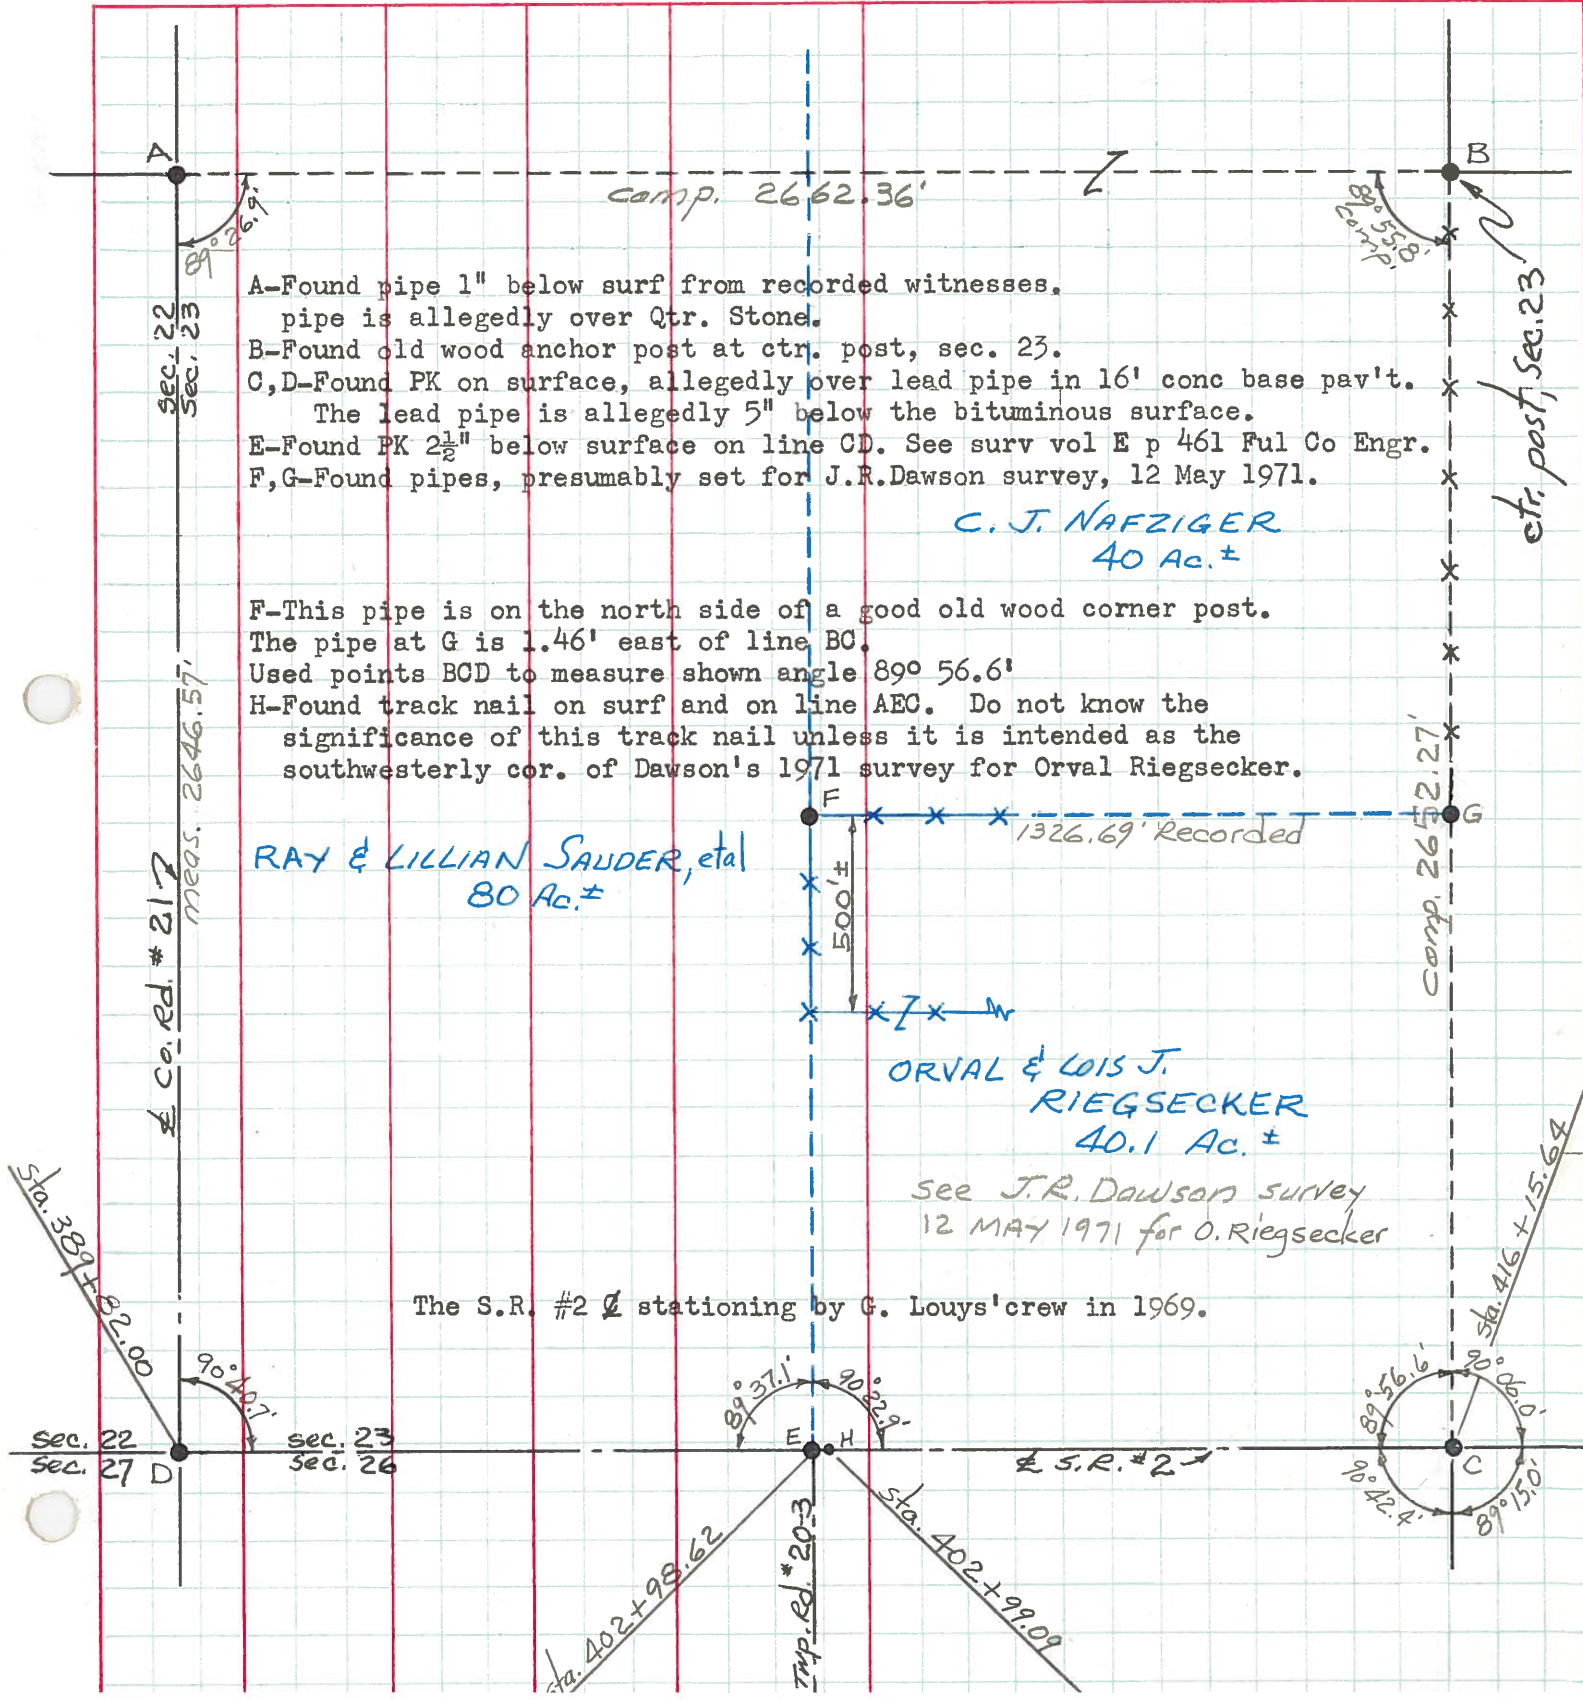 A
B
comp. 2662.36'
89° 26.9'
89° 55.8'
comp.
ctr. post, Sec. 23
Sec. 22
Sec. 23
A-Found pipe 1" below surf from recorded witnesses.
pipe is allegedly over Qtr. Stone.
B-Found old wood anchor post at ctr. post, sec. 23.
C,D-Found PK on surface, allegedly over lead pipe in 16' conc base pav't.
The lead pipe is allegedly 5" below the bituminous surface.
E-Found PK 2½" below surface on line CD. See surv vol E p 461 Ful Co Engr.
F,G-Found pipes, presumably set for J.R.Dawson survey, 12 May 1971.
C. J. NAFZIGER
40 Ac.±
F-This pipe is on the north side of a good old wood corner post.
The pipe at G is 1.46' east of line BC.
Used points BCD to measure shown angle 89° 56.6'
H-Found track nail on surf and on line AEC. Do not know the
significance of this track nail unless it is intended as the
southwesterly cor. of Dawson's 1971 survey for Orval Riegsecker.
meas. 2646.57'
comp. 2652.27'
F
G
1326.69' Recorded
RAY & LILLIAN SAUDER, etal
80 Ac.±
500'±
℄ Co. Rd. #21
ORVAL & LOIS J.
RIEGSECKER
40.1 Ac. ±
see J.R. Dawson survey
12 MAY 1971 for O. Riegsecker
The S.R. #2 ℄ stationing by G. Louys'crew in 1969.
sta. 389+82.00
sta. 416+15.64
90° 40.7'
89° 37.1'
90° 22.9'
89° 56.6'
90° 06.0'
sec. 22
sec. 23
E
H
sec. 27
D
sec. 26
℄ S.R. #2
C
90° 42.4'
89° 15.0'
sta. 402+98.62
Twp. Rd. #20-3
sta. 402+99.09